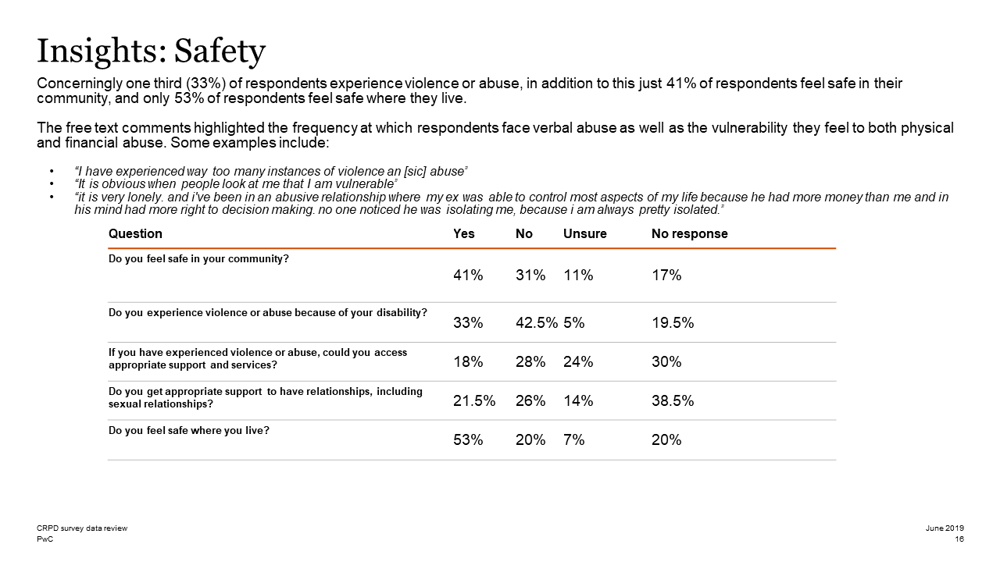 Insights: Safety
Concerningly one third (33%) of respondents experience violence or abuse, in addition to this just 41% of respondents feel safe in their
community, and only 53% of respondents feel safe where they live.
The free text comments highlighted the frequency at which respondents face verbal abuse as well as the vulnerability they feel to both physical
and financial abuse. Some examples include:
• “I have experienced way too many instances of violence an [sic] abuse”
• “It is obvious when people look at me that I am vulnerable”
• “it is very lonely. and i've been in an abusive relationship where my ex was able to control most aspects of my life because he had more money than me and in
his mind had more right to decision making. no one noticed he was isolating me, because i am always pretty isolated.”
Question Yes No Unsure No response
Do you feel safe in your community?
41% 31% 11% 17%
Do you experience violence or abuse because of your disability?
33% 42.5% 5% 19.5%
If you have experienced violence or abuse, could you access
appropriate support and services?
18% 28% 24% 30%
Do you get appropriate support to have relationships, including
sexual relationships?
21.5% 26% 14% 38.5%
Do you feel safe where you live?
53% 20% 7% 20%
CRPD survey data review June 2019
PwC 16